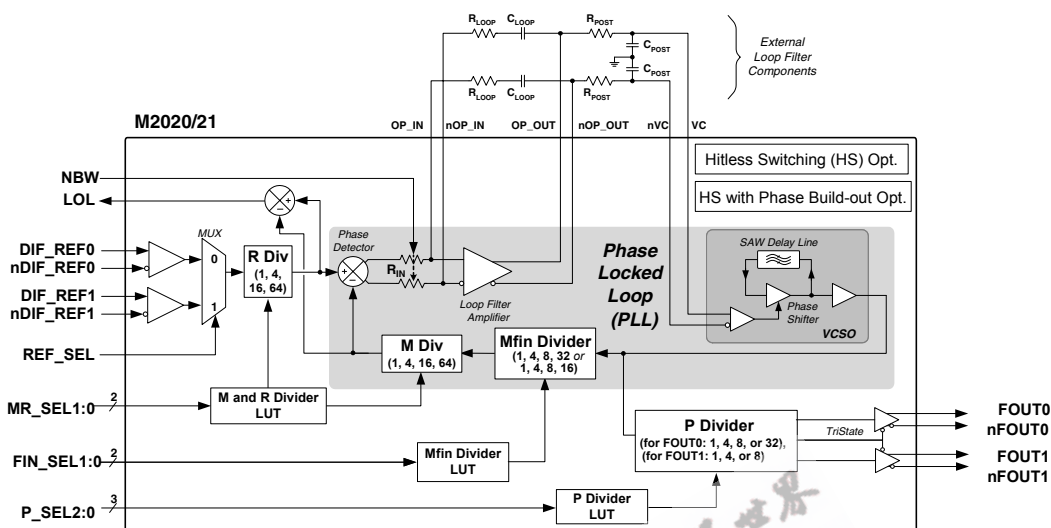 R_LOOP C_LOOP R_POST
C_POST
C_POST
R_LOOP C_LOOP R_POST
External
Loop Filter
Components
M2020/21
OP_IN nOP_IN OP_OUT nOP_OUT nVC VC
Hitless Switching (HS) Opt.
HS with Phase Build-out Opt.
NBW
LOL
+
–
MUX
DIF_REF0
nDIF_REF0
0
DIF_REF1
nDIF_REF1
1
R Div
(1, 4,
16, 64)
Phase
Detector
+
–
R_IN
Loop Filter
Amplifier
Phase
Locked
Loop
(PLL)
SAW Delay Line
Phase
Shifter
VCSO
REF_SEL
M Div
(1, 4, 16, 64)
Mfin Divider
(1, 4, 8, 32 or
1, 4, 8, 16)
MR_SEL1:0
2
M and R Divider
LUT
FIN_SEL1:0
2
Mfin Divider
LUT
P_SEL2:0
3
P Divider
LUT
P Divider
(for FOUT0: 1, 4, 8, or 32),
(for FOUT1: 1, 4, or 8)
TriState
FOUT0
nFOUT0
FOUT1
nFOUT1
世界